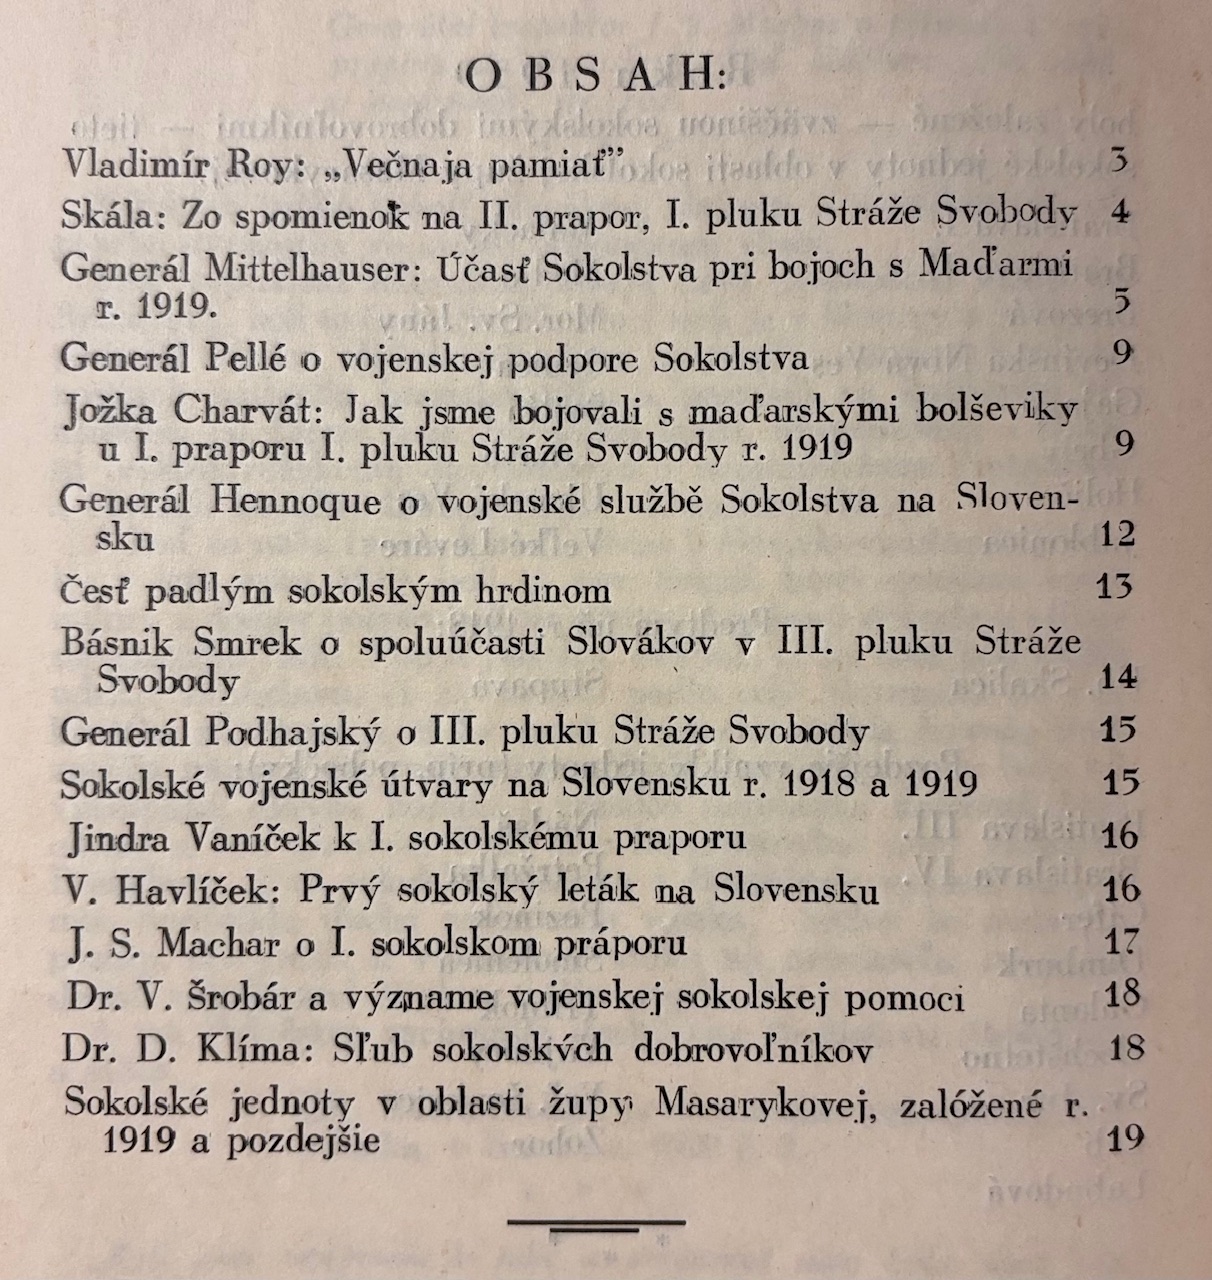 OBSAH:
Vladimír Roy: „Večnaja pamiať” 3
Skála: Zo spomienok na II. prapor, I. pluku Stráže Svobody 4
Generál Mittelhauser: Účasť Sokolstva pri bojoch s Maďarmi
r. 1919. 5
Generál Pellé o vojenskej podpore Sokolstva 9
Jožka Charvát: Jak jsme bojovali s maďarskými bolševiky
u I. praporu I. pluku Stráže Svobody r. 1919 9
Generál Hennoque o vojenské službě Sokolstva na Sloven-
sku 12
Česť padlým sokolským hrdinom 13
Básnik Smrek o spoluúčasti Slovákov v III. pluku Stráže
Svobody 14
Generál Podhajský o III. pluku Stráže Svobody 15
Sokolské vojenské útvary na Slovensku r. 1918 a 1919 15
Jindra Vaníček k I. sokolskému praporu 16
V. Havlíček: Prvý sokolský leták na Slovensku 16
J. S. Machar o I. sokolskom práporu 17
Dr. V. Šrobár a význame vojenskej sokolskej pomoci 18
Dr. D. Klíma: Sľub sokolských dobrovoľníkov 18
Sokolské jednoty v oblasti župy Masarykovej, založené r.
1919 a pozdejšie 19